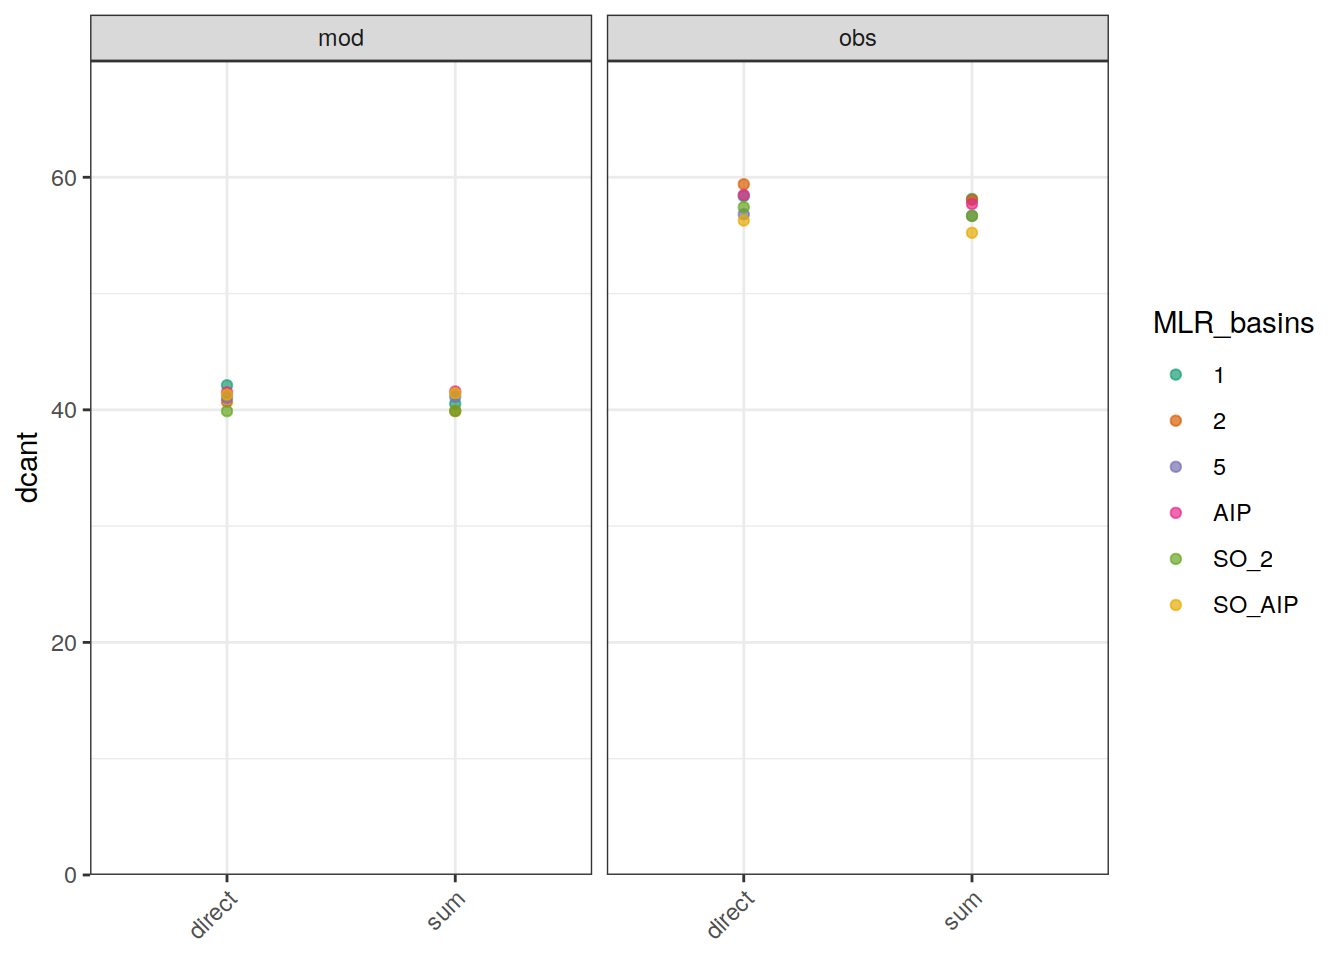 mod
obs
60
40
20
0
dcant
direct
sum
direct
sum
MLR_basins
1
2
5
AIP
SO_2
SO_AIP